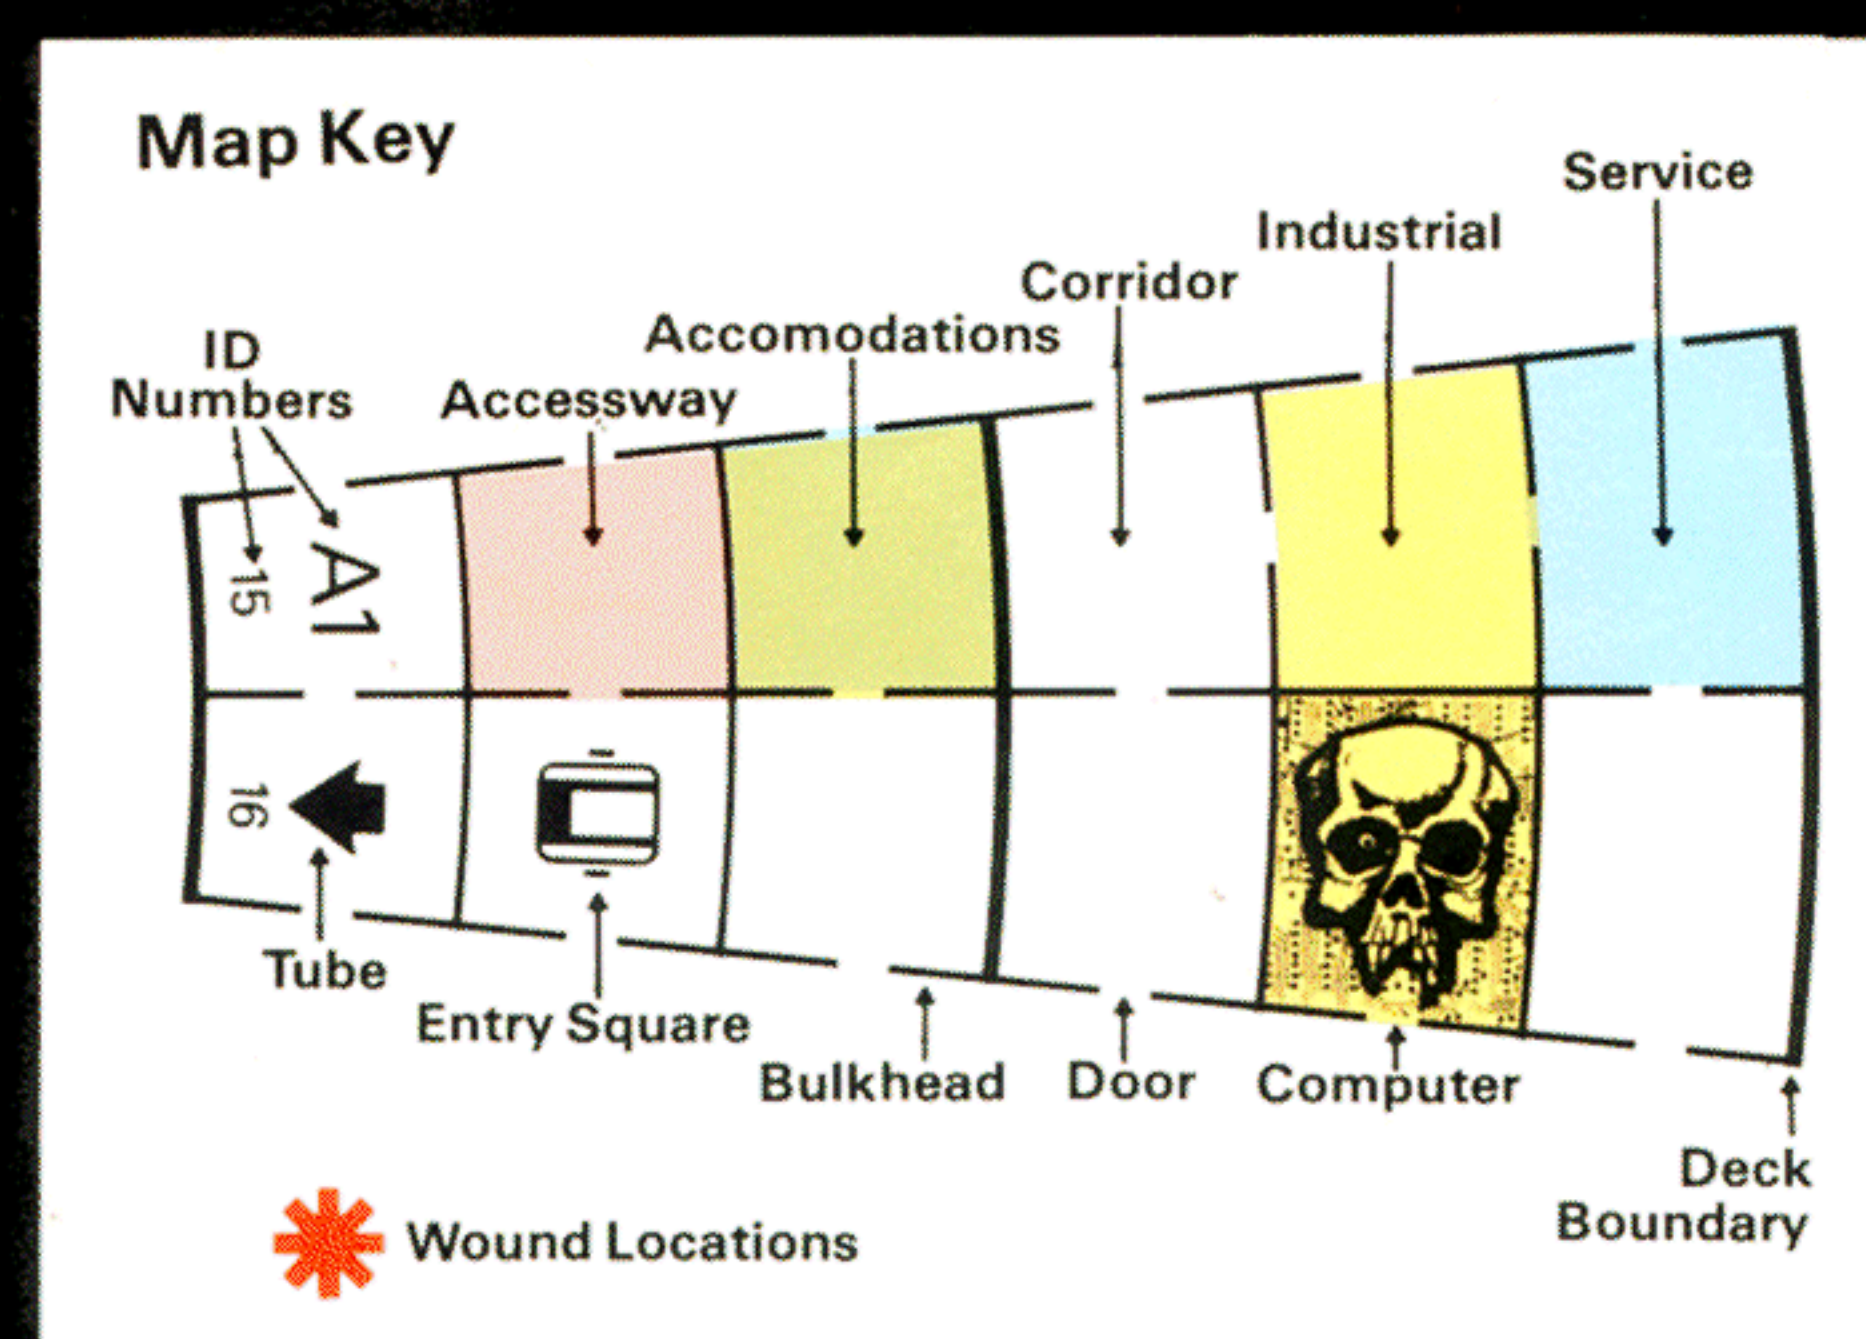 Map Key
Service
Industrial
Corridor
Accomodations
ID
Numbers
Accessway
15
A1
16
Tube
Entry Square
Bulkhead
Door
Computer
Deck
Boundary
Wound Locations